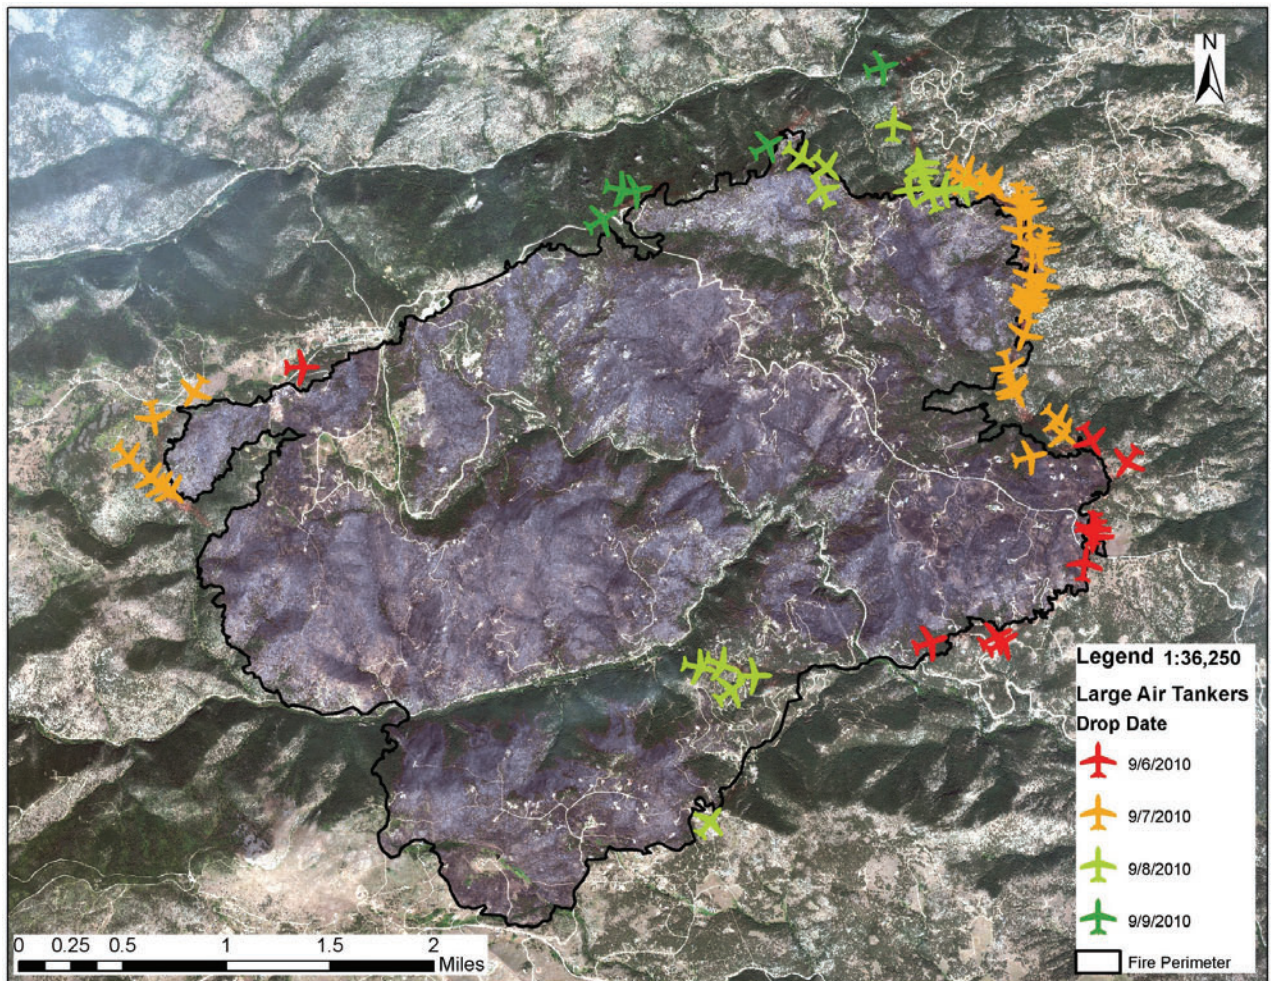 N
Legend 1:36,250
Large Air Tankers
Drop Date
9/6/2010
9/7/2010
9/8/2010
9/9/2010
Fire Perimeter
0 0.25 0.5 1 1.5 2
Miles